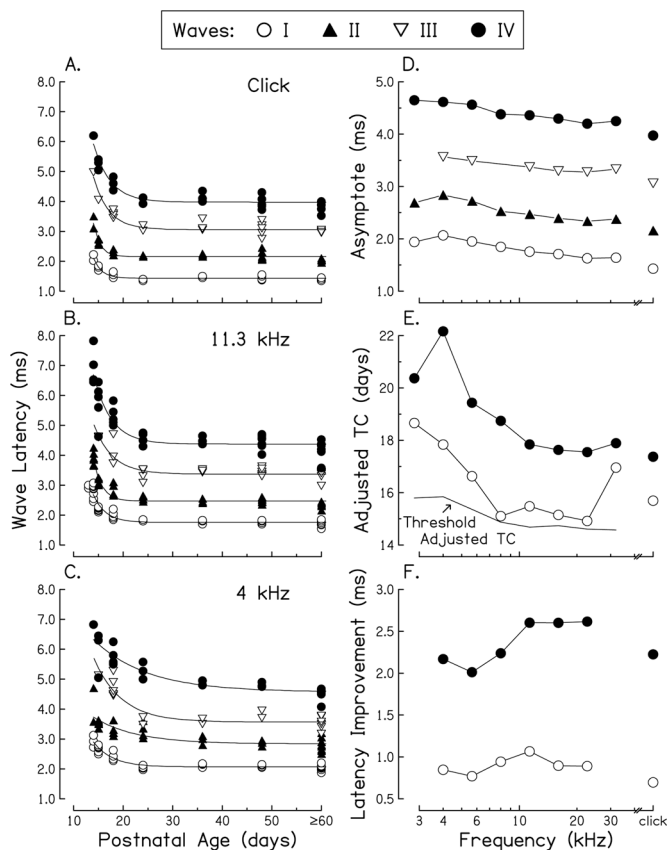 Waves: I II III IV
A.
Click
8.0
7.0
6.0
5.0
4.0
3.0
2.0
1.0
B.
11.3 kHz
8.0
7.0
6.0
5.0
4.0
3.0
2.0
1.0
Wave Latency (ms)
C.
4 kHz
8.0
7.0
6.0
5.0
4.0
3.0
2.0
1.0
10 20 30 40 50 ≥60
Postnatal Age (days)
D.
Asymptote (ms)
5.0
4.0
3.0
2.0
1.0
E.
Adjusted TC (days)
22
20
18
16
14
Threshold
Adjusted TC
F.
Latency Improvement (ms)
3.0
2.5
2.0
1.0
0.5
3 4 6 10 20 30 click
Frequency (kHz)